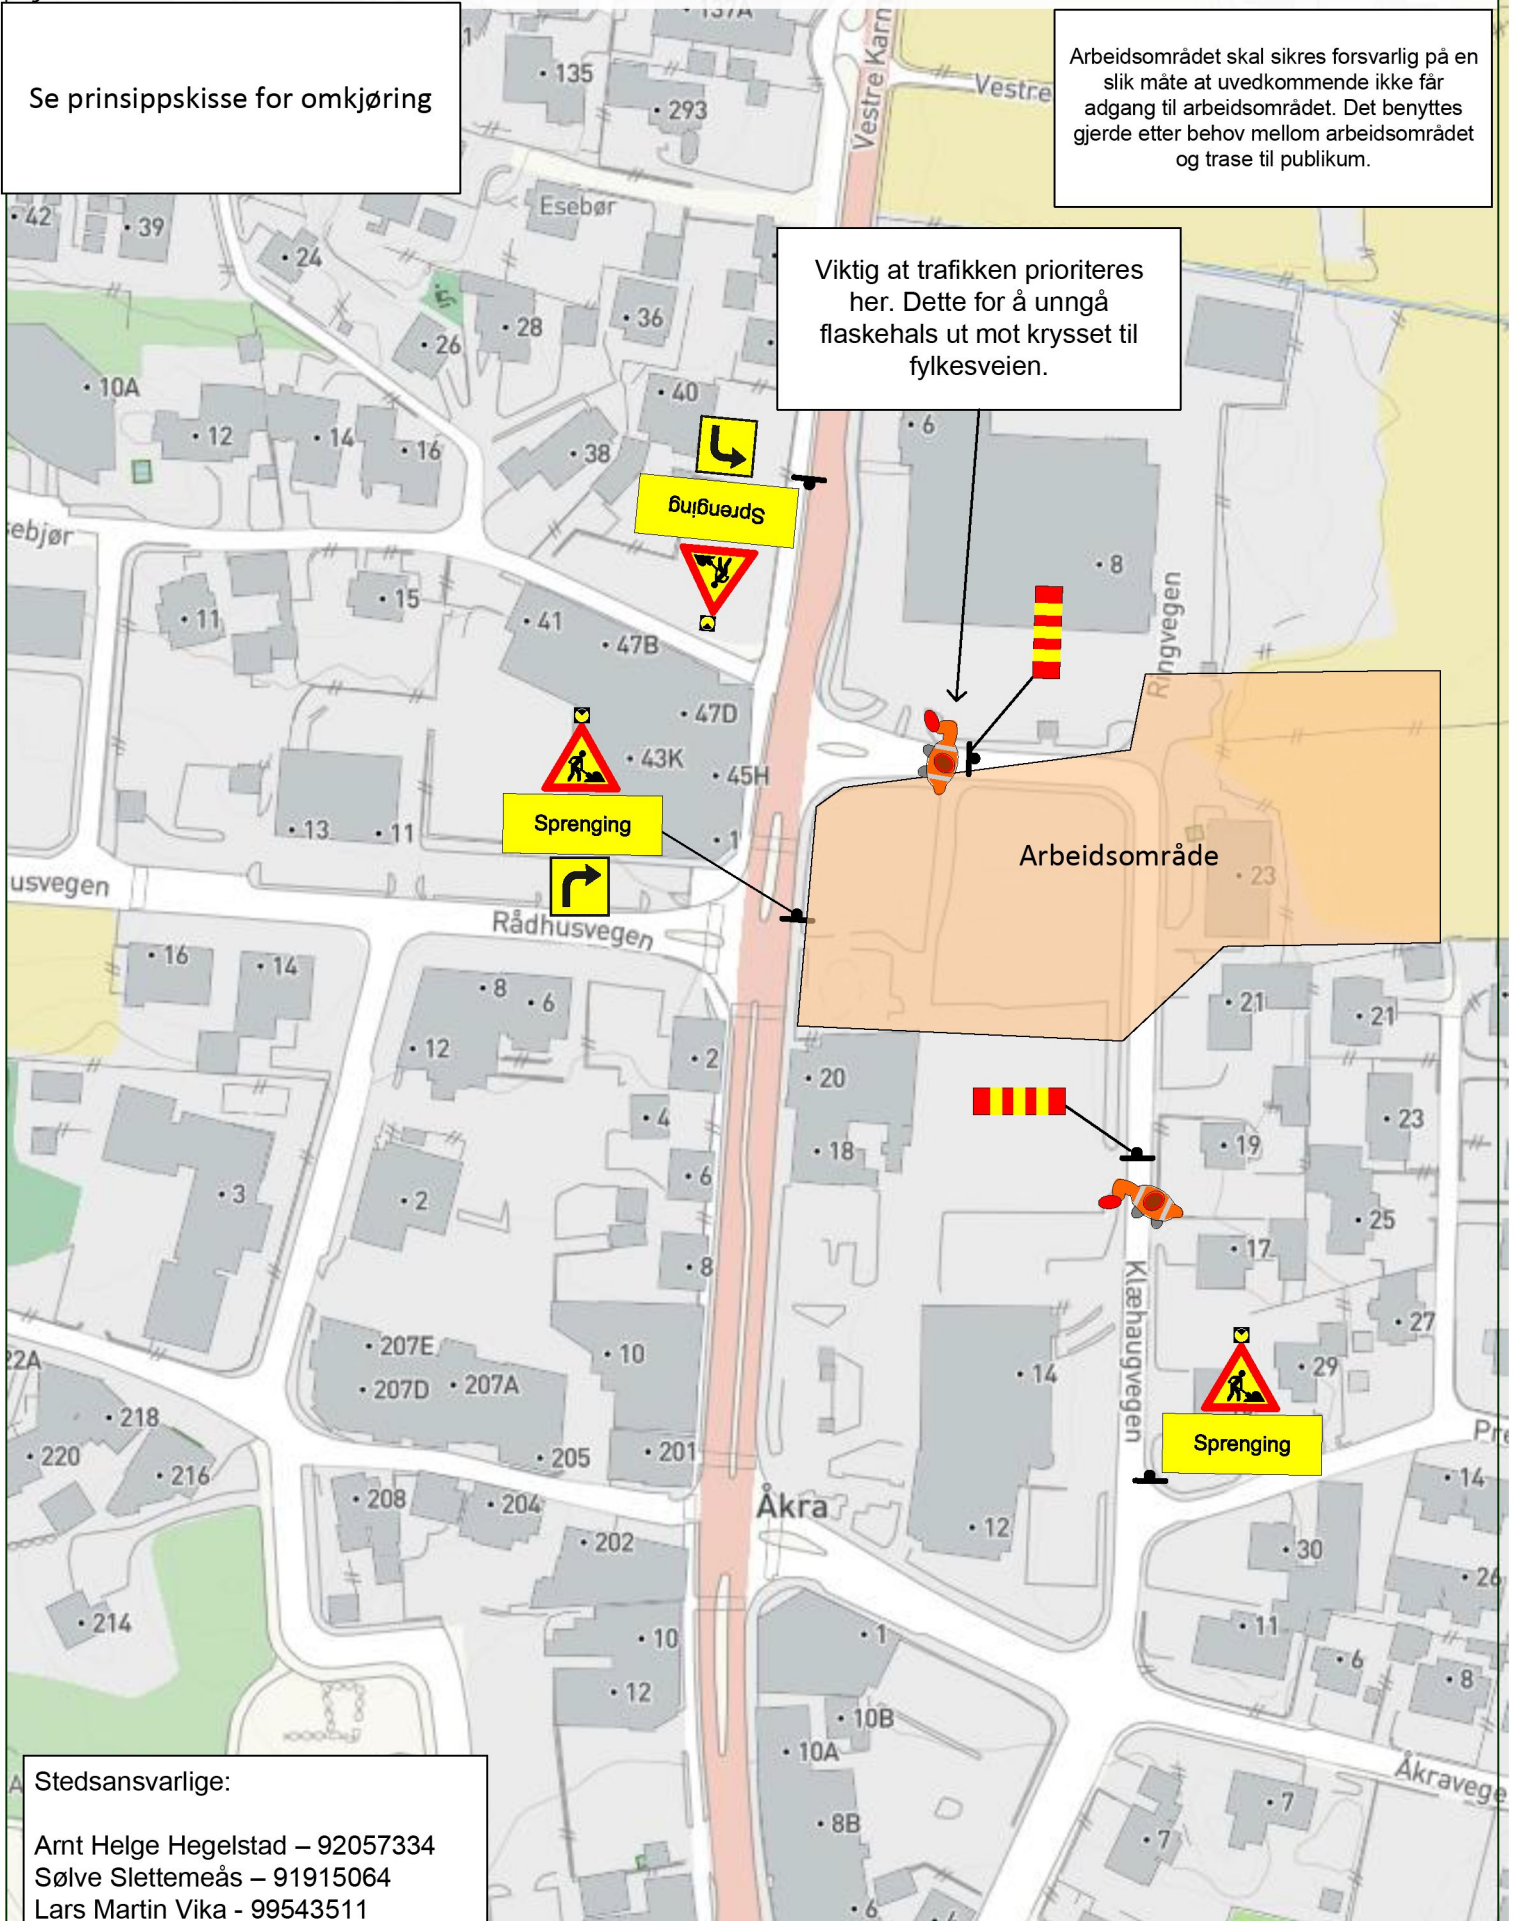 Se prinsippskisse for omkjøring
Arbeidsområdet skal sikres forsvarlig på en
slik måte at uvedkommende ikke får
adgang til arbeidsområdet. Det benyttes
gjerde etter behov mellom arbeidsområdet
og trase til publikum.
Viktig at trafikken prioriteres
her. Dette for å unngå
flaskehals ut mot krysset til
fylkesveien.
137A
135
293
Vestre Karm
Vestre
Esebør
42
39
24
26
28
36
40
38
10A
12
14
16
6
8
Sprenging
ebjør
11
15
41
47B
47D
43K
45H
1
13
11
Ringvegen
Sprenging
Arbeidsområde
23
usvegen
Rådhusvegen
16
14
8
6
12
2
4
6
8
20
18
21
21
23
19
25
17
27
3
2
Klæhaugvegen
207E
207D
207A
10
14
29
Sprenging
22A
218
220
216
205
201
Pre
14
208
204
202
Åkra
12
30
26
214
10
12
1
11
6
8
10B
10A
8B
7
7
6
Åkravege
Stedsansvarlige:
Arnt Helge Hegelstad – 92057334
Sølve Slettemeås – 91915064
Lars Martin Vika - 99543511